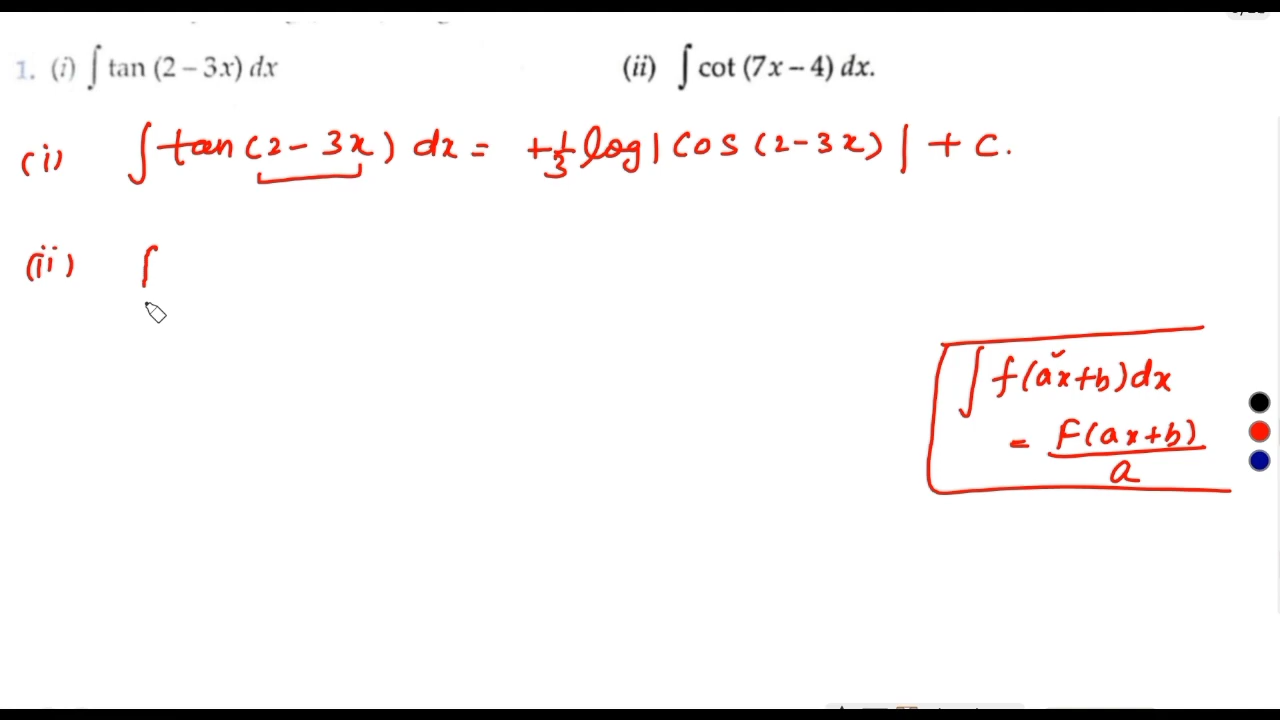 1. (i) ∫ tan (2 – 3x) dx (ii) ∫ cot (7x – 4) dx.
(i) ∫ tan (2 - 3x) dx = + 1/3 log | cos (2 - 3x) | + c.
(ii) ∫
∫ f(ax+b) dx
= F(ax+b)/a